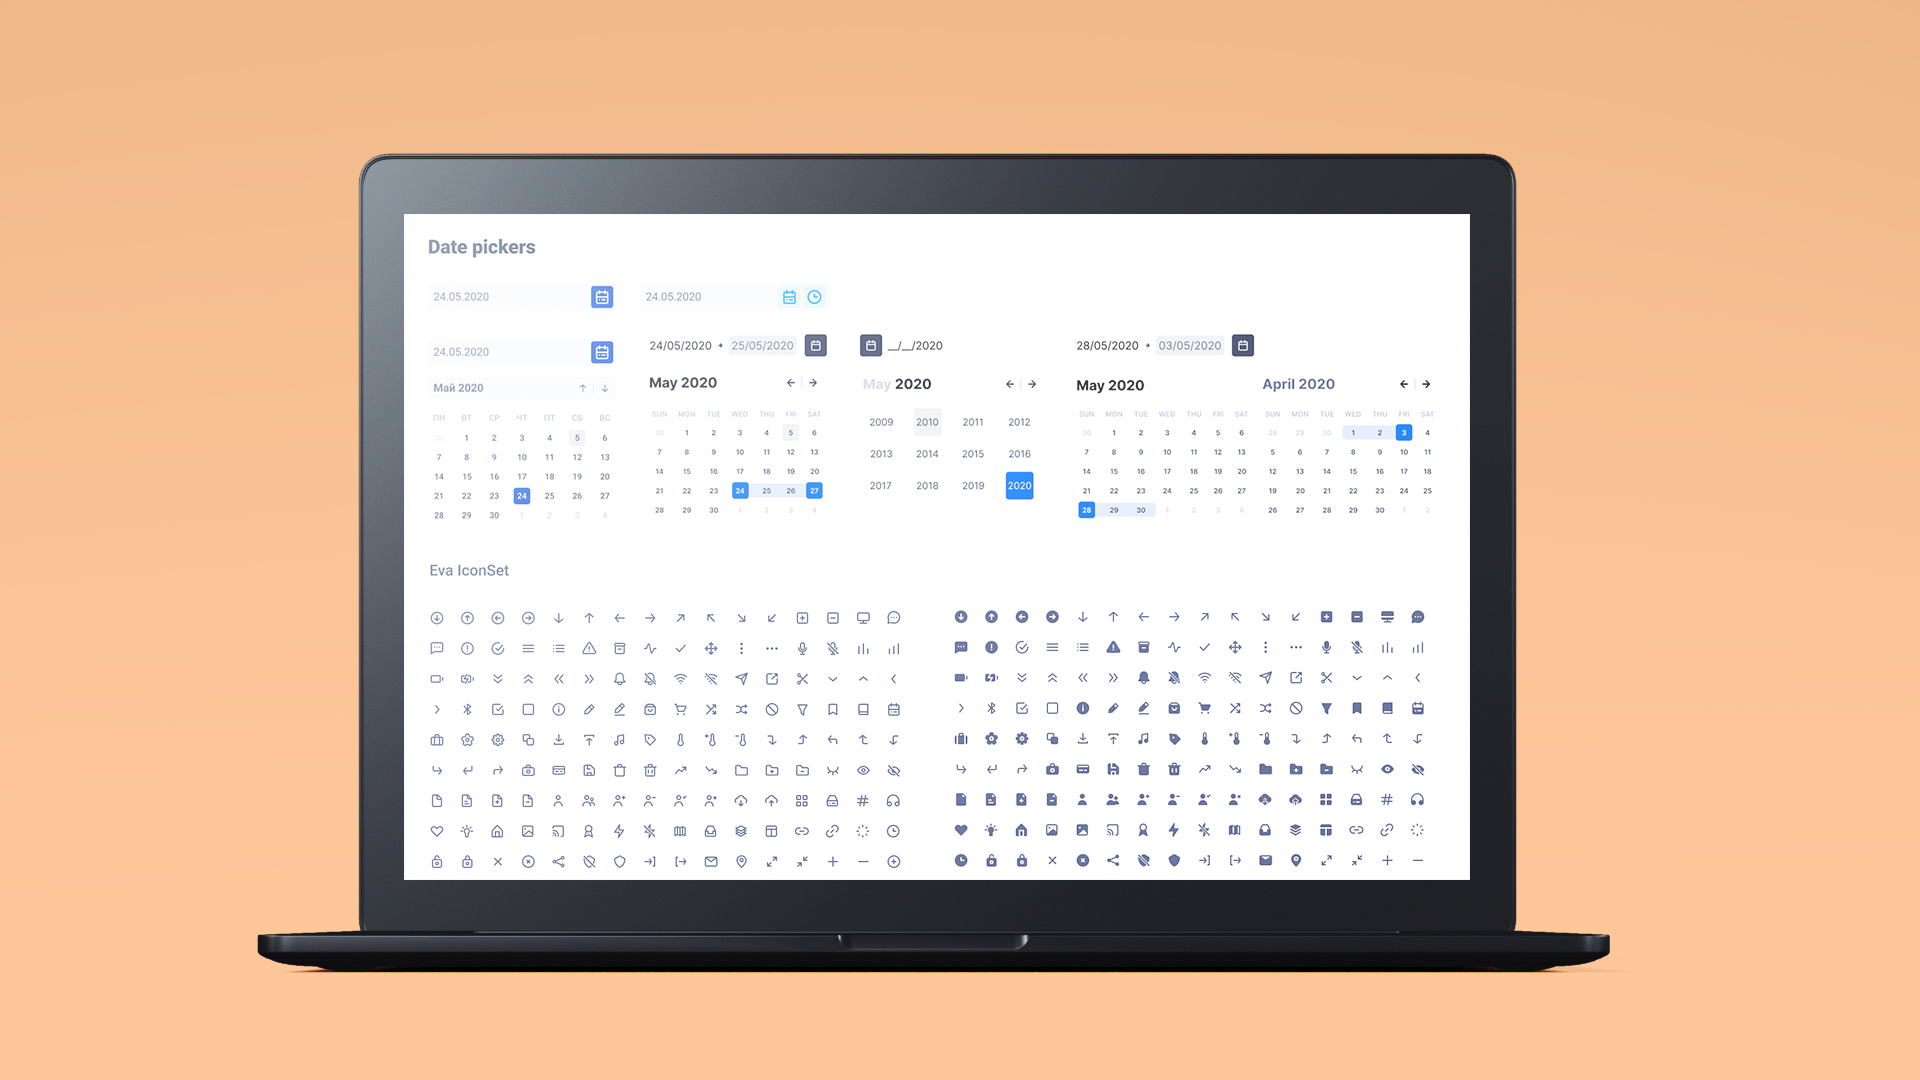 Date pickers
24.05.2020
24.05.2020
24.05.2020
Май 2020
ПН ВТ СР ЧТ ПТ СБ ВС
30 1 2 3 4 5 6
7 8 9 10 11 12 13
14 15 16 17 18 19 20
21 22 23 24 25 26 27
28 29 30 1 2 3 4
24/05/2020 25/05/2020
May 2020
SUN MON TUE WED THU FRI SAT
30 1 2 3 4 5 6
7 8 9 10 11 12 13
14 15 16 17 18 19 20
21 22 23 24 25 26 27
28 29 30 1 2 3 4
__/__/2020
May 2020
2009 2010 2011 2012
2013 2014 2015 2016
2017 2018 2019 2020
28/05/2020 03/05/2020
May 2020
SUN MON TUE WED THU FRI SAT
30 1 2 3 4 5 6
7 8 9 10 11 12 13
14 15 16 17 18 19 20
21 22 23 24 25 26 27
28 29 30 1 2 3 4
April 2020
SUN MON TUE WED THU FRI SAT
28 29 30 1 2 3 4
5 6 7 8 9 10 11
12 13 14 15 16 17 18
19 20 21 22 23 24 25
26 27 28 29 30 1 2
Eva IconSet